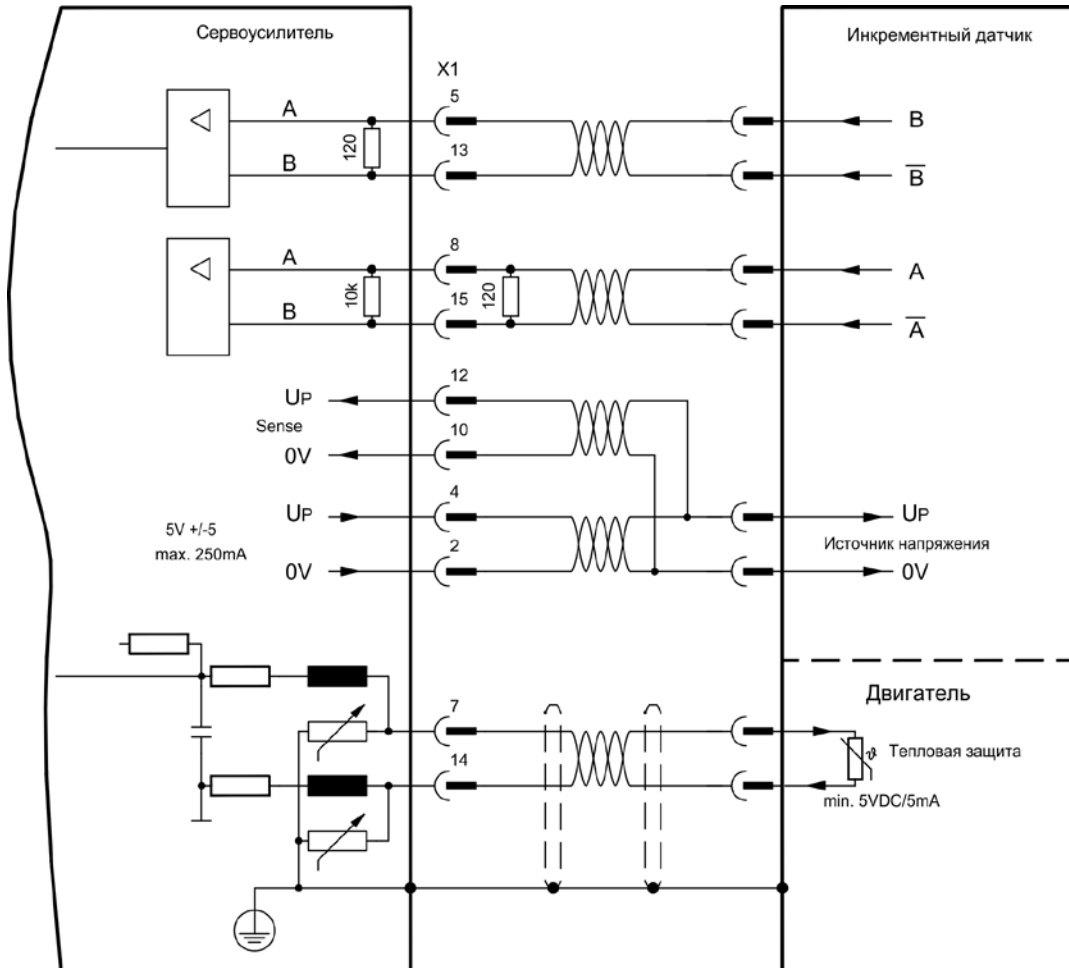 Сервоусилитель
Инкрементный датчик
X1
5
A
B
120
13
B
B̅
8
A
A
10k
120
15
B
A̅
12
UP
Sense
10
0V
4
UP
UP
5V +/-5
max. 250mA
Источник напряжения
2
0V
0V
Двигатель
7
ϑ
Тепловая защита
14
min. 5VDC/5mA